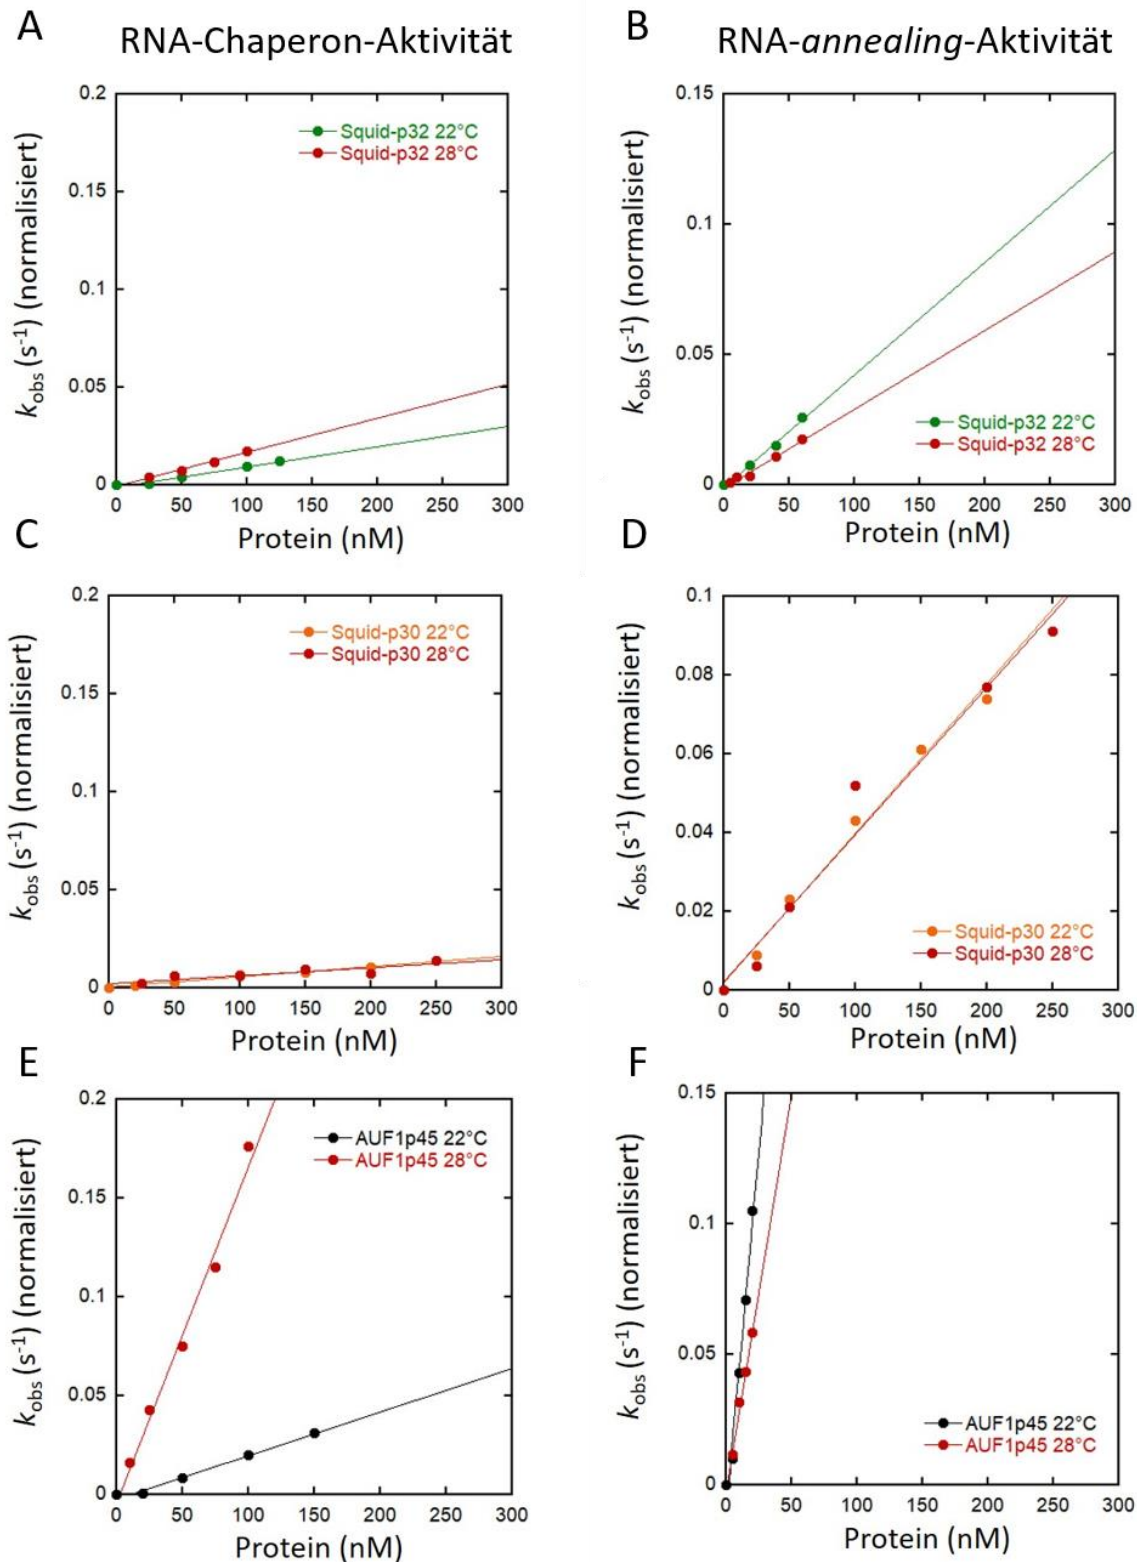 A
RNA-Chaperon-Aktivität
0.2
0.15
0.1
0.05
0
k_obs (s⁻¹) (normalisiert)
Squid-p32 22°C
Squid-p32 28°C
0 50 100 150 200 250 300
Protein (nM)
B
RNA-annealing-Aktivität
0.15
0.1
0.05
0
k_obs (s⁻¹) (normalisiert)
Squid-p32 22°C
Squid-p32 28°C
0 50 100 150 200 250 300
Protein (nM)
C
0.2
0.15
0.1
0.05
0
k_obs (s⁻¹) (normalisiert)
Squid-p30 22°C
Squid-p30 28°C
0 50 100 150 200 250 300
Protein (nM)
D
0.1
0.08
0.06
0.04
0.02
0
k_obs (s⁻¹) (normalisiert)
Squid-p30 22°C
Squid-p30 28°C
0 50 100 150 200 250 300
Protein (nM)
E
0.2
0.15
0.1
0.05
0
k_obs (s⁻¹) (normalisiert)
AUF1p45 22°C
AUF1p45 28°C
0 50 100 150 200 250 300
Protein (nM)
F
0.15
0.1
0.05
0
k_obs (s⁻¹) (normalisiert)
AUF1p45 22°C
AUF1p45 28°C
0 50 100 150 200 250 300
Protein (nM)